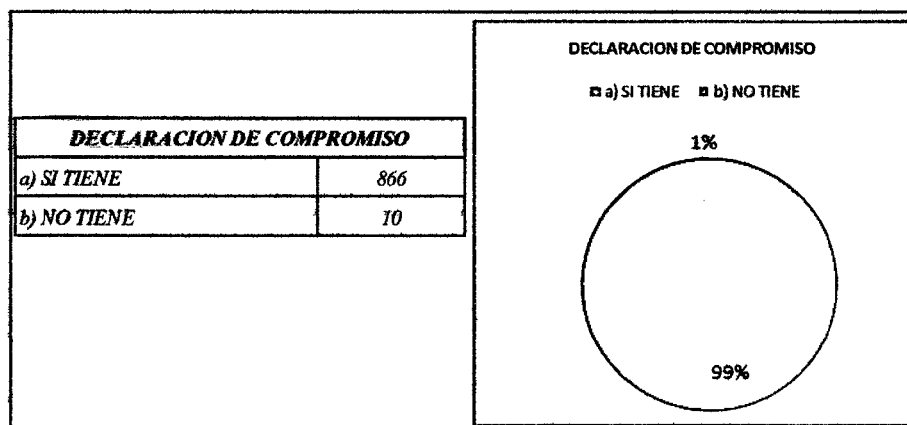 DECLARACION DE COMPROMISO
a) SI TIENE 866
b) NO TIENE 10
DECLARACION DE COMPROMISO
a) SI TIENE b) NO TIENE
1%
99%